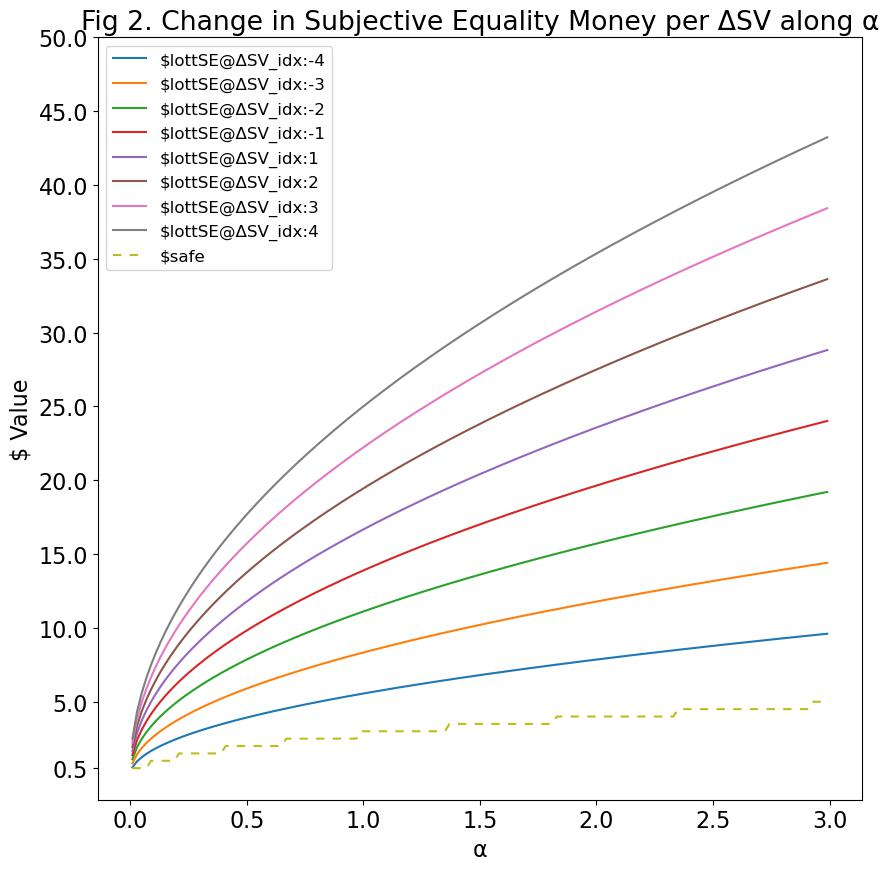 Fig 2. Change in Subjective Equality Money per ΔSV along α
50.0
45.0
40.0
35.0
30.0
25.0
20.0
15.0
10.0
5.0
0.5
$ Value
$lottSE@ΔSV_idx:-4
$lottSE@ΔSV_idx:-3
$lottSE@ΔSV_idx:-2
$lottSE@ΔSV_idx:-1
$lottSE@ΔSV_idx:1
$lottSE@ΔSV_idx:2
$lottSE@ΔSV_idx:3
$lottSE@ΔSV_idx:4
$safe
0.0 0.5 1.0 1.5 2.0 2.5 3.0
α